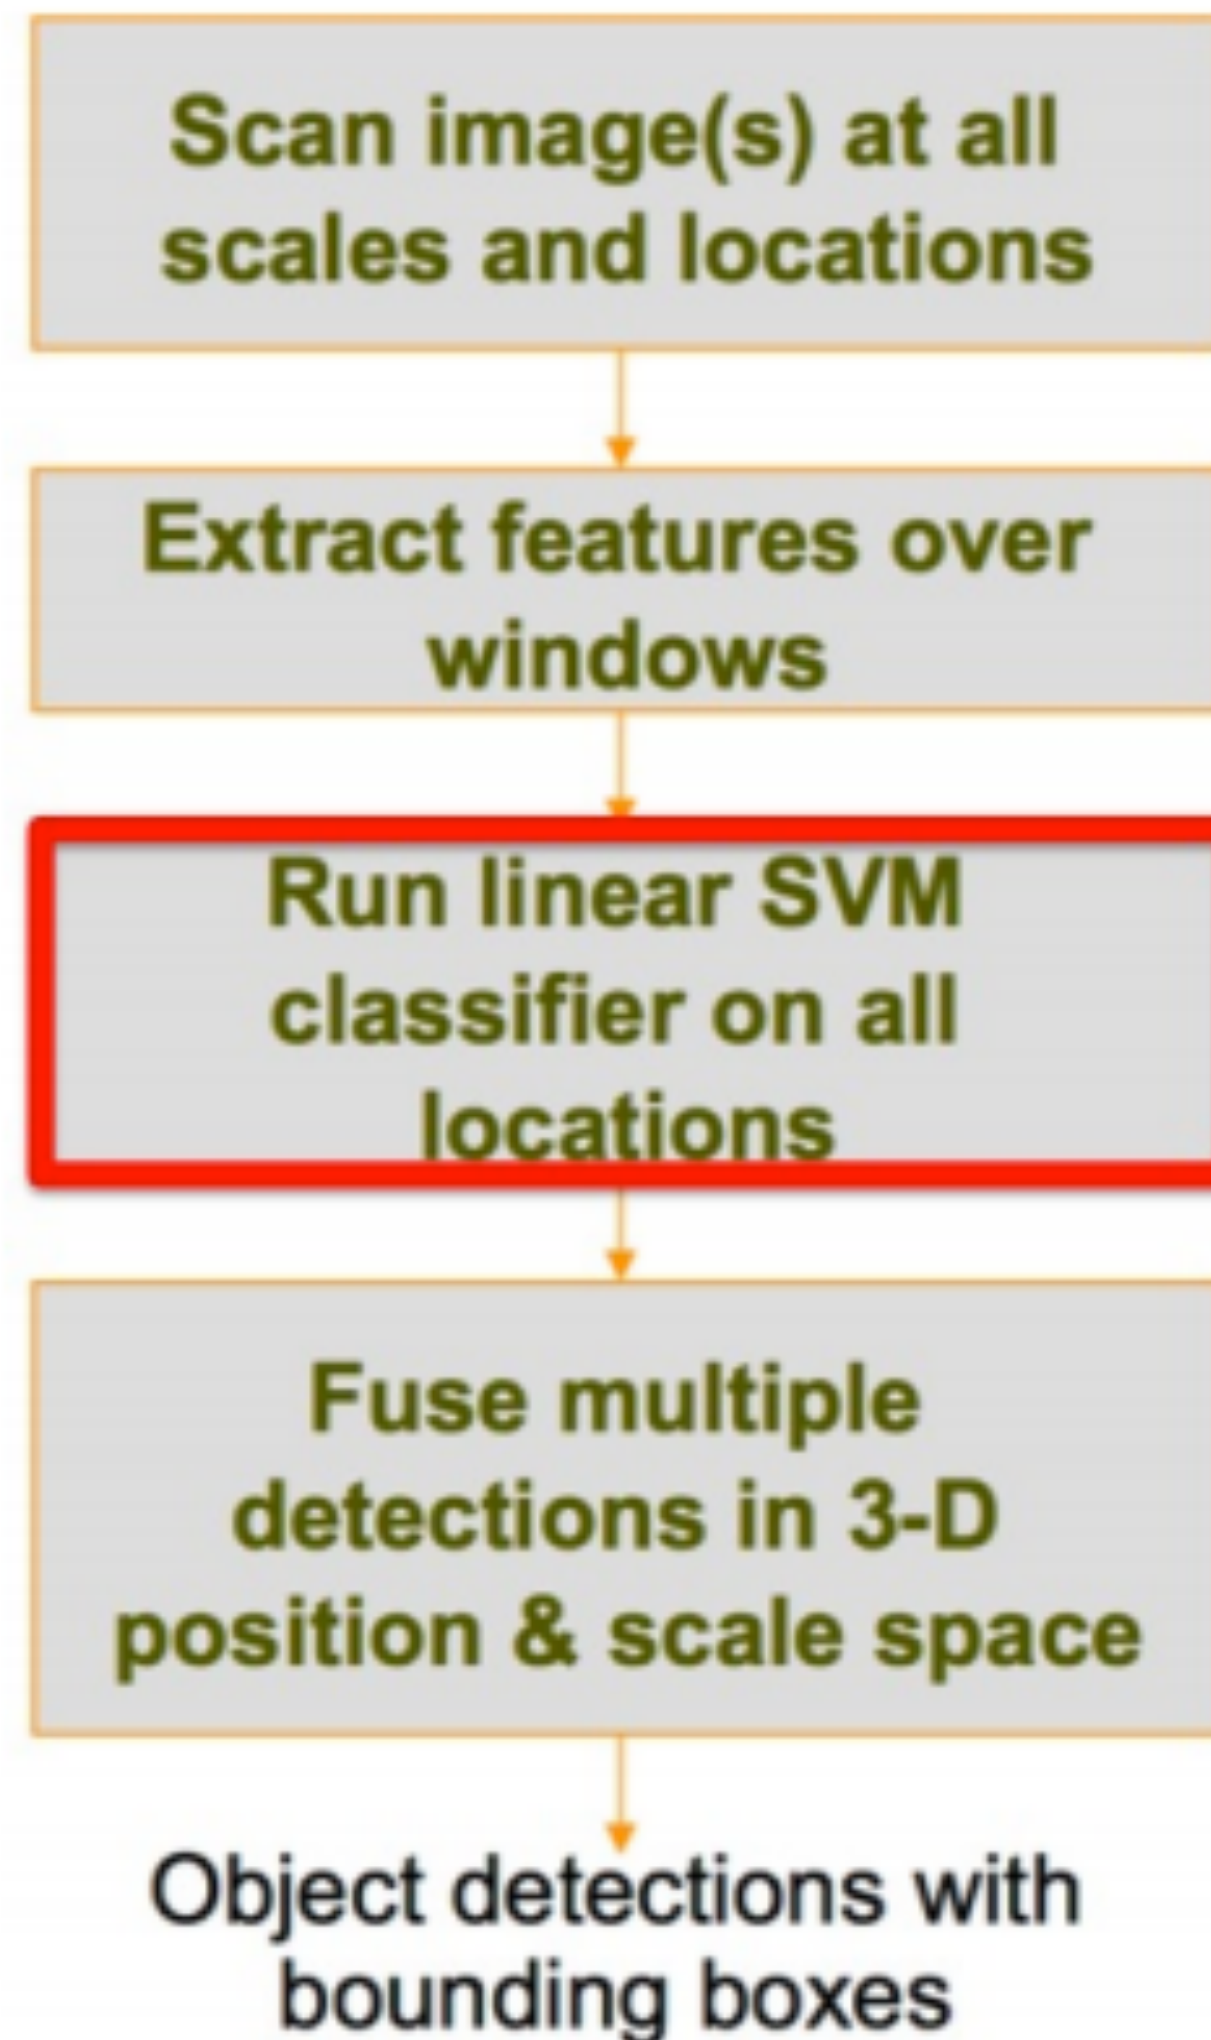 Scan image(s) at all
scales and locations
Extract features over
windows
Run linear SVM
classifier on all
locations
Fuse multiple
detections in 3-D
position & scale space
Object detections with
bounding boxes